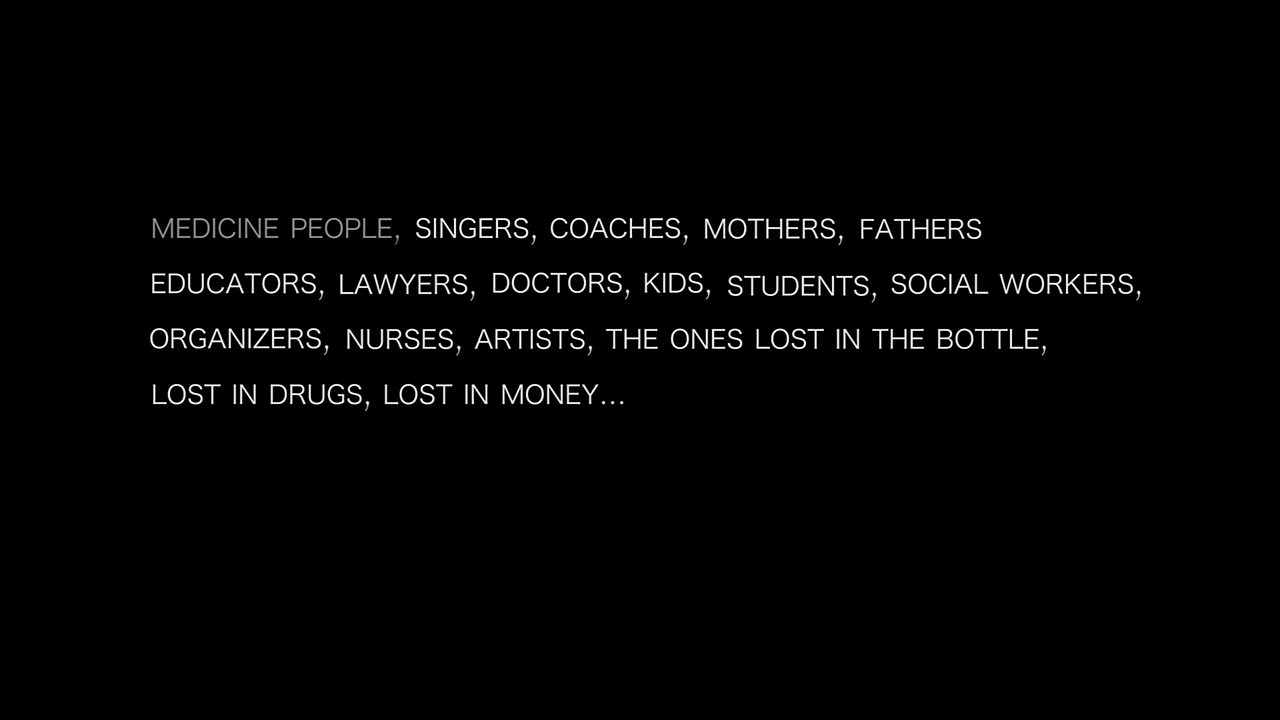 MEDICINE PEOPLE, SINGERS, COACHES, MOTHERS, FATHERS
EDUCATORS, LAWYERS, DOCTORS, KIDS, STUDENTS, SOCIAL WORKERS,
ORGANIZERS, NURSES, ARTISTS, THE ONES LOST IN THE BOTTLE,
LOST IN DRUGS, LOST IN MONEY...